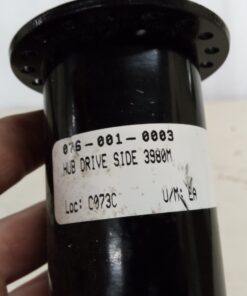 076-001-0003
HUB DRIVE SIDE 3980M
Loc: C073C U/M: EA